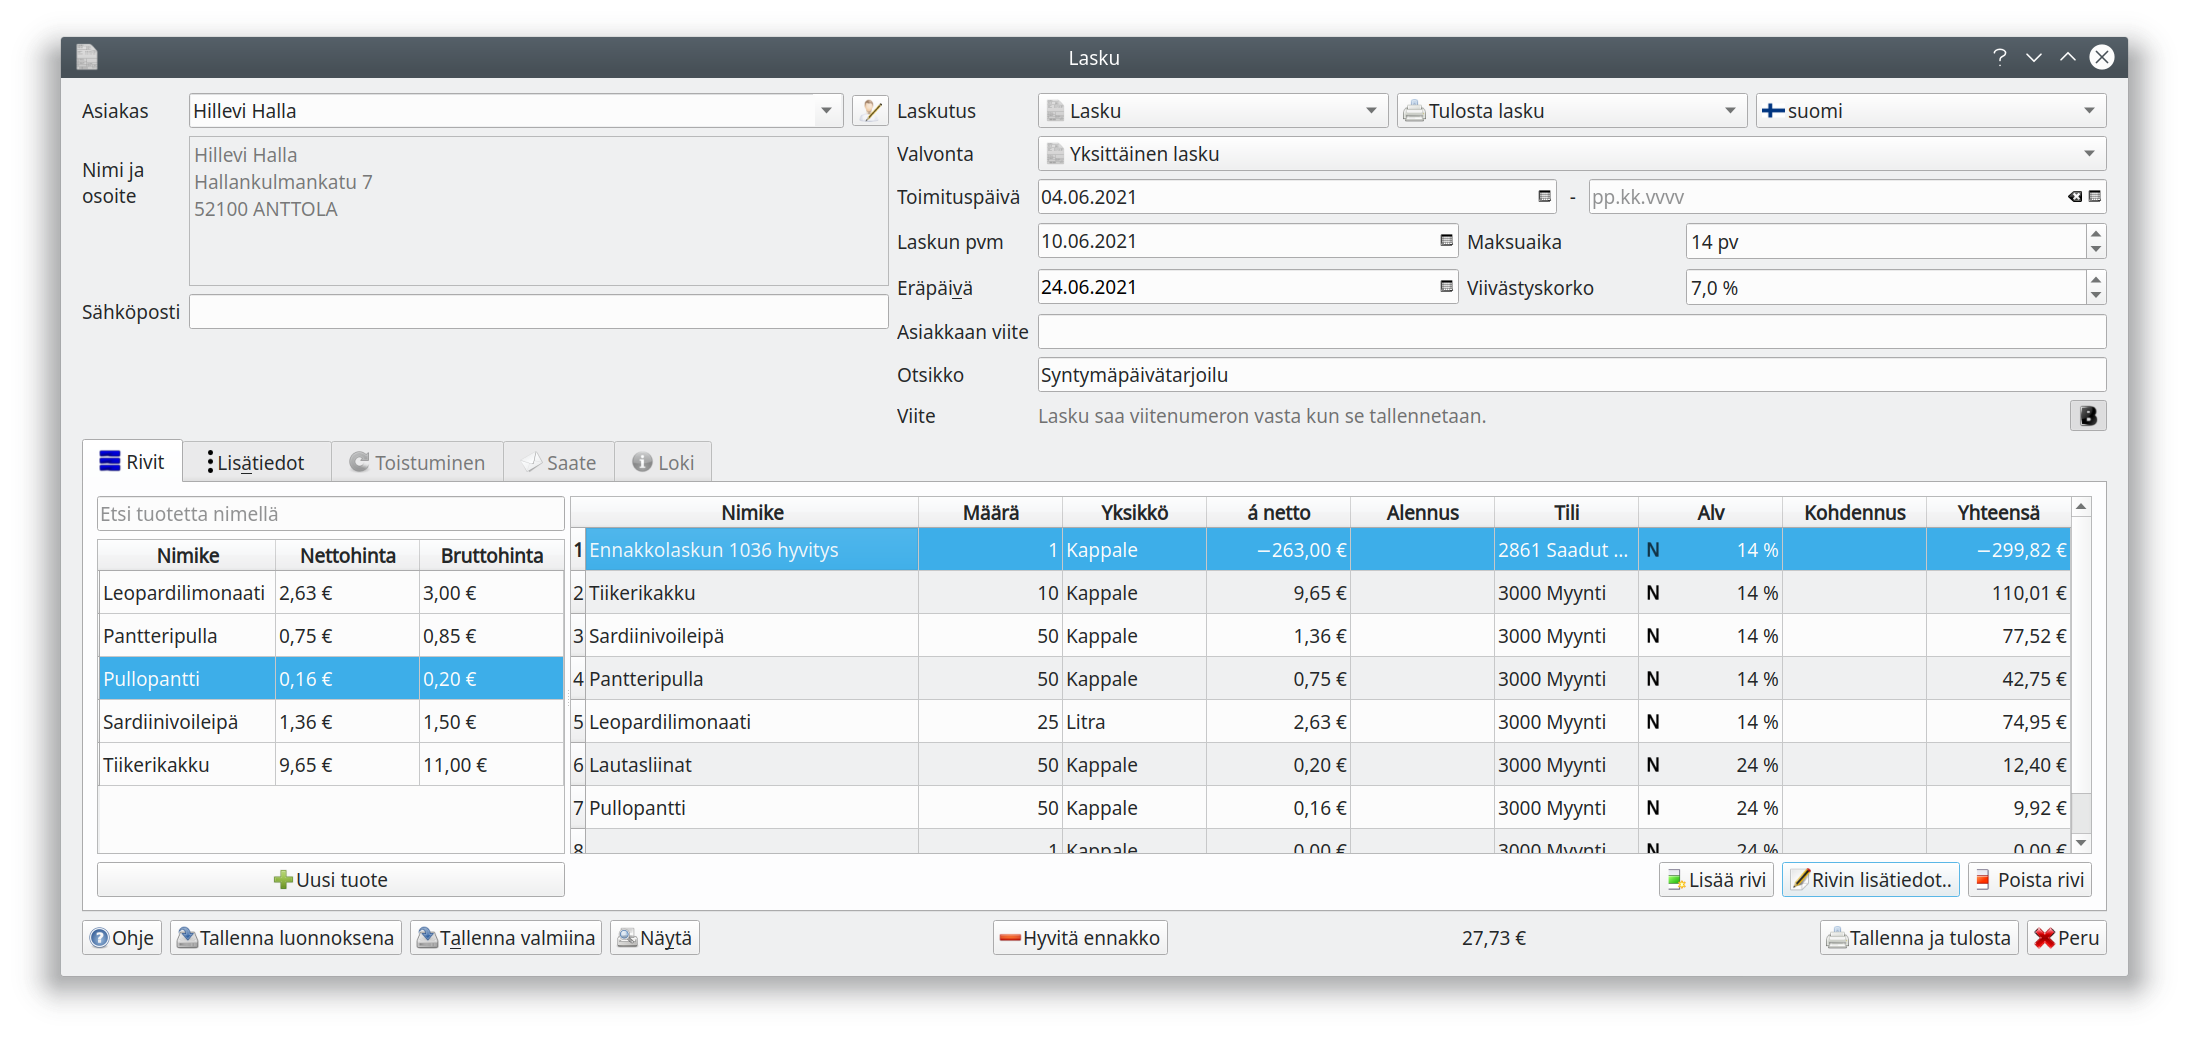 Lasku
Asiakas Hillevi Halla
Nimi ja osoite
Hillevi Halla
Hallankulmankatu 7
52100 ANTTOLA
Sähköposti
Laskutus Lasku Tulosta lasku suomi
Valvonta Yksittäinen lasku
Toimituspäivä 04.06.2021 - pp.kk.vvvv
Laskun pvm 10.06.2021 Maksuaika 14 pv
Eräpäivä 24.06.2021 Viivästyskorko 7,0 %
Asiakkaan viite
Otsikko Syntymäpäivätarjoilu
Viite Lasku saa viitenumeron vasta kun se tallennetaan. B
Rivit Lisätiedot Toistuminen Saate Loki
Etsi tuotetta nimellä
Nimike Nettohinta Bruttohinta
Leopardilimonaati 2,63 € 3,00 €
Pantteripulla 0,75 € 0,85 €
Pullopantti 0,16 € 0,20 €
Sardiinivoileipä 1,36 € 1,50 €
Tiikerikakku 9,65 € 11,00 €
Uusi tuote
Nimike Määrä Yksikkö á netto Alennus Tili Alv Kohdennus Yhteensä
1 Ennakkolaskun 1036 hyvitys 1 Kappale −263,00 € 2861 Saadut ... N 14 % −299,82 €
2 Tiikerikakku 10 Kappale 9,65 € 3000 Myynti N 14 % 110,01 €
3 Sardiinivoileipä 50 Kappale 1,36 € 3000 Myynti N 14 % 77,52 €
4 Pantteripulla 50 Kappale 0,75 € 3000 Myynti N 14 % 42,75 €
5 Leopardilimonaati 25 Litra 2,63 € 3000 Myynti N 14 % 74,95 €
6 Lautasliinat 50 Kappale 0,20 € 3000 Myynti N 24 % 12,40 €
7 Pullopantti 50 Kappale 0,16 € 3000 Myynti N 24 % 9,92 €
8 1 Kappale 0,00 € 3000 Myynti N 24 % 0,00 €
Lisää rivi Rivin lisätiedot.. Poista rivi
Ohje Tallenna luonnoksena Tallenna valmiina Näytä Hyvitä ennakko 27,73 € Tallenna ja tulosta Peru